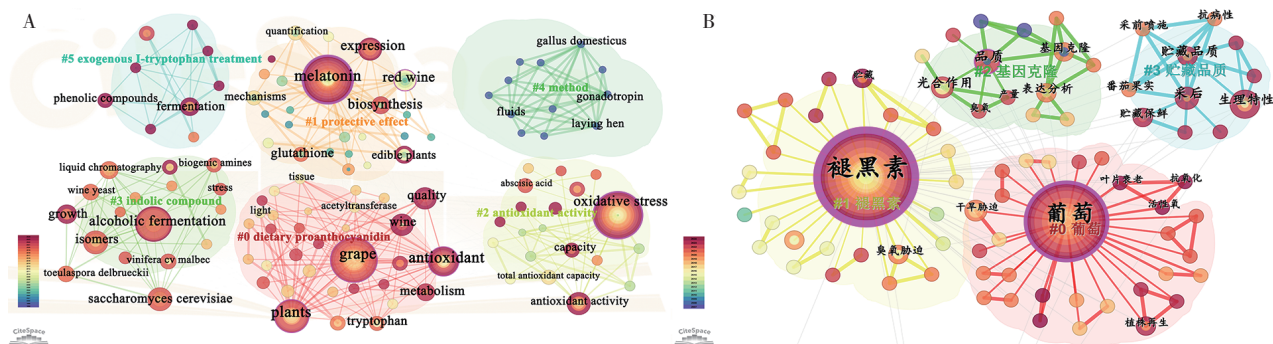 A
quantification
expression
melatonin
red wine
mechanisms
biosynthesis
#1 protective effect
glutathione
edible plants
#5 exogenous l-tryptophan treatment
phenolic compounds
fermentation
gallus domesticus
#4 method
gonadotropin
fluids
laying hen
liquid chromatography
biogenic amines
wine yeast
stress
#3 indolic compound
growth
alcoholic fermentation
isomers
vinifera cv malbec
toeulaspora delbrueckii
saccharomyces cerevisiae
tissue
quality
acetyltransferase
light
wine
#0 dietary proanthocyanidin
grape
antioxidant
metabolism
plants
tryptophan
abscisic acid
oxidative stress
#2 antioxidant activity
capacity
total antioxidant capacity
antioxidant activity
CiteSpace
B
贮藏
褪黑素
#1 褪黑素
臭氧胁迫
品质
基因克隆
#2 基因克隆
光合作用
产量
表达分析
臭氧
采前喷施
抗病性
贮藏品质
#3 贮藏品质
番茄果实
采后
生理特性
贮藏保鲜
叶片衰老
抗氧化
干旱胁迫
活性氧
葡萄
#0 葡萄
植株再生
CiteSpace